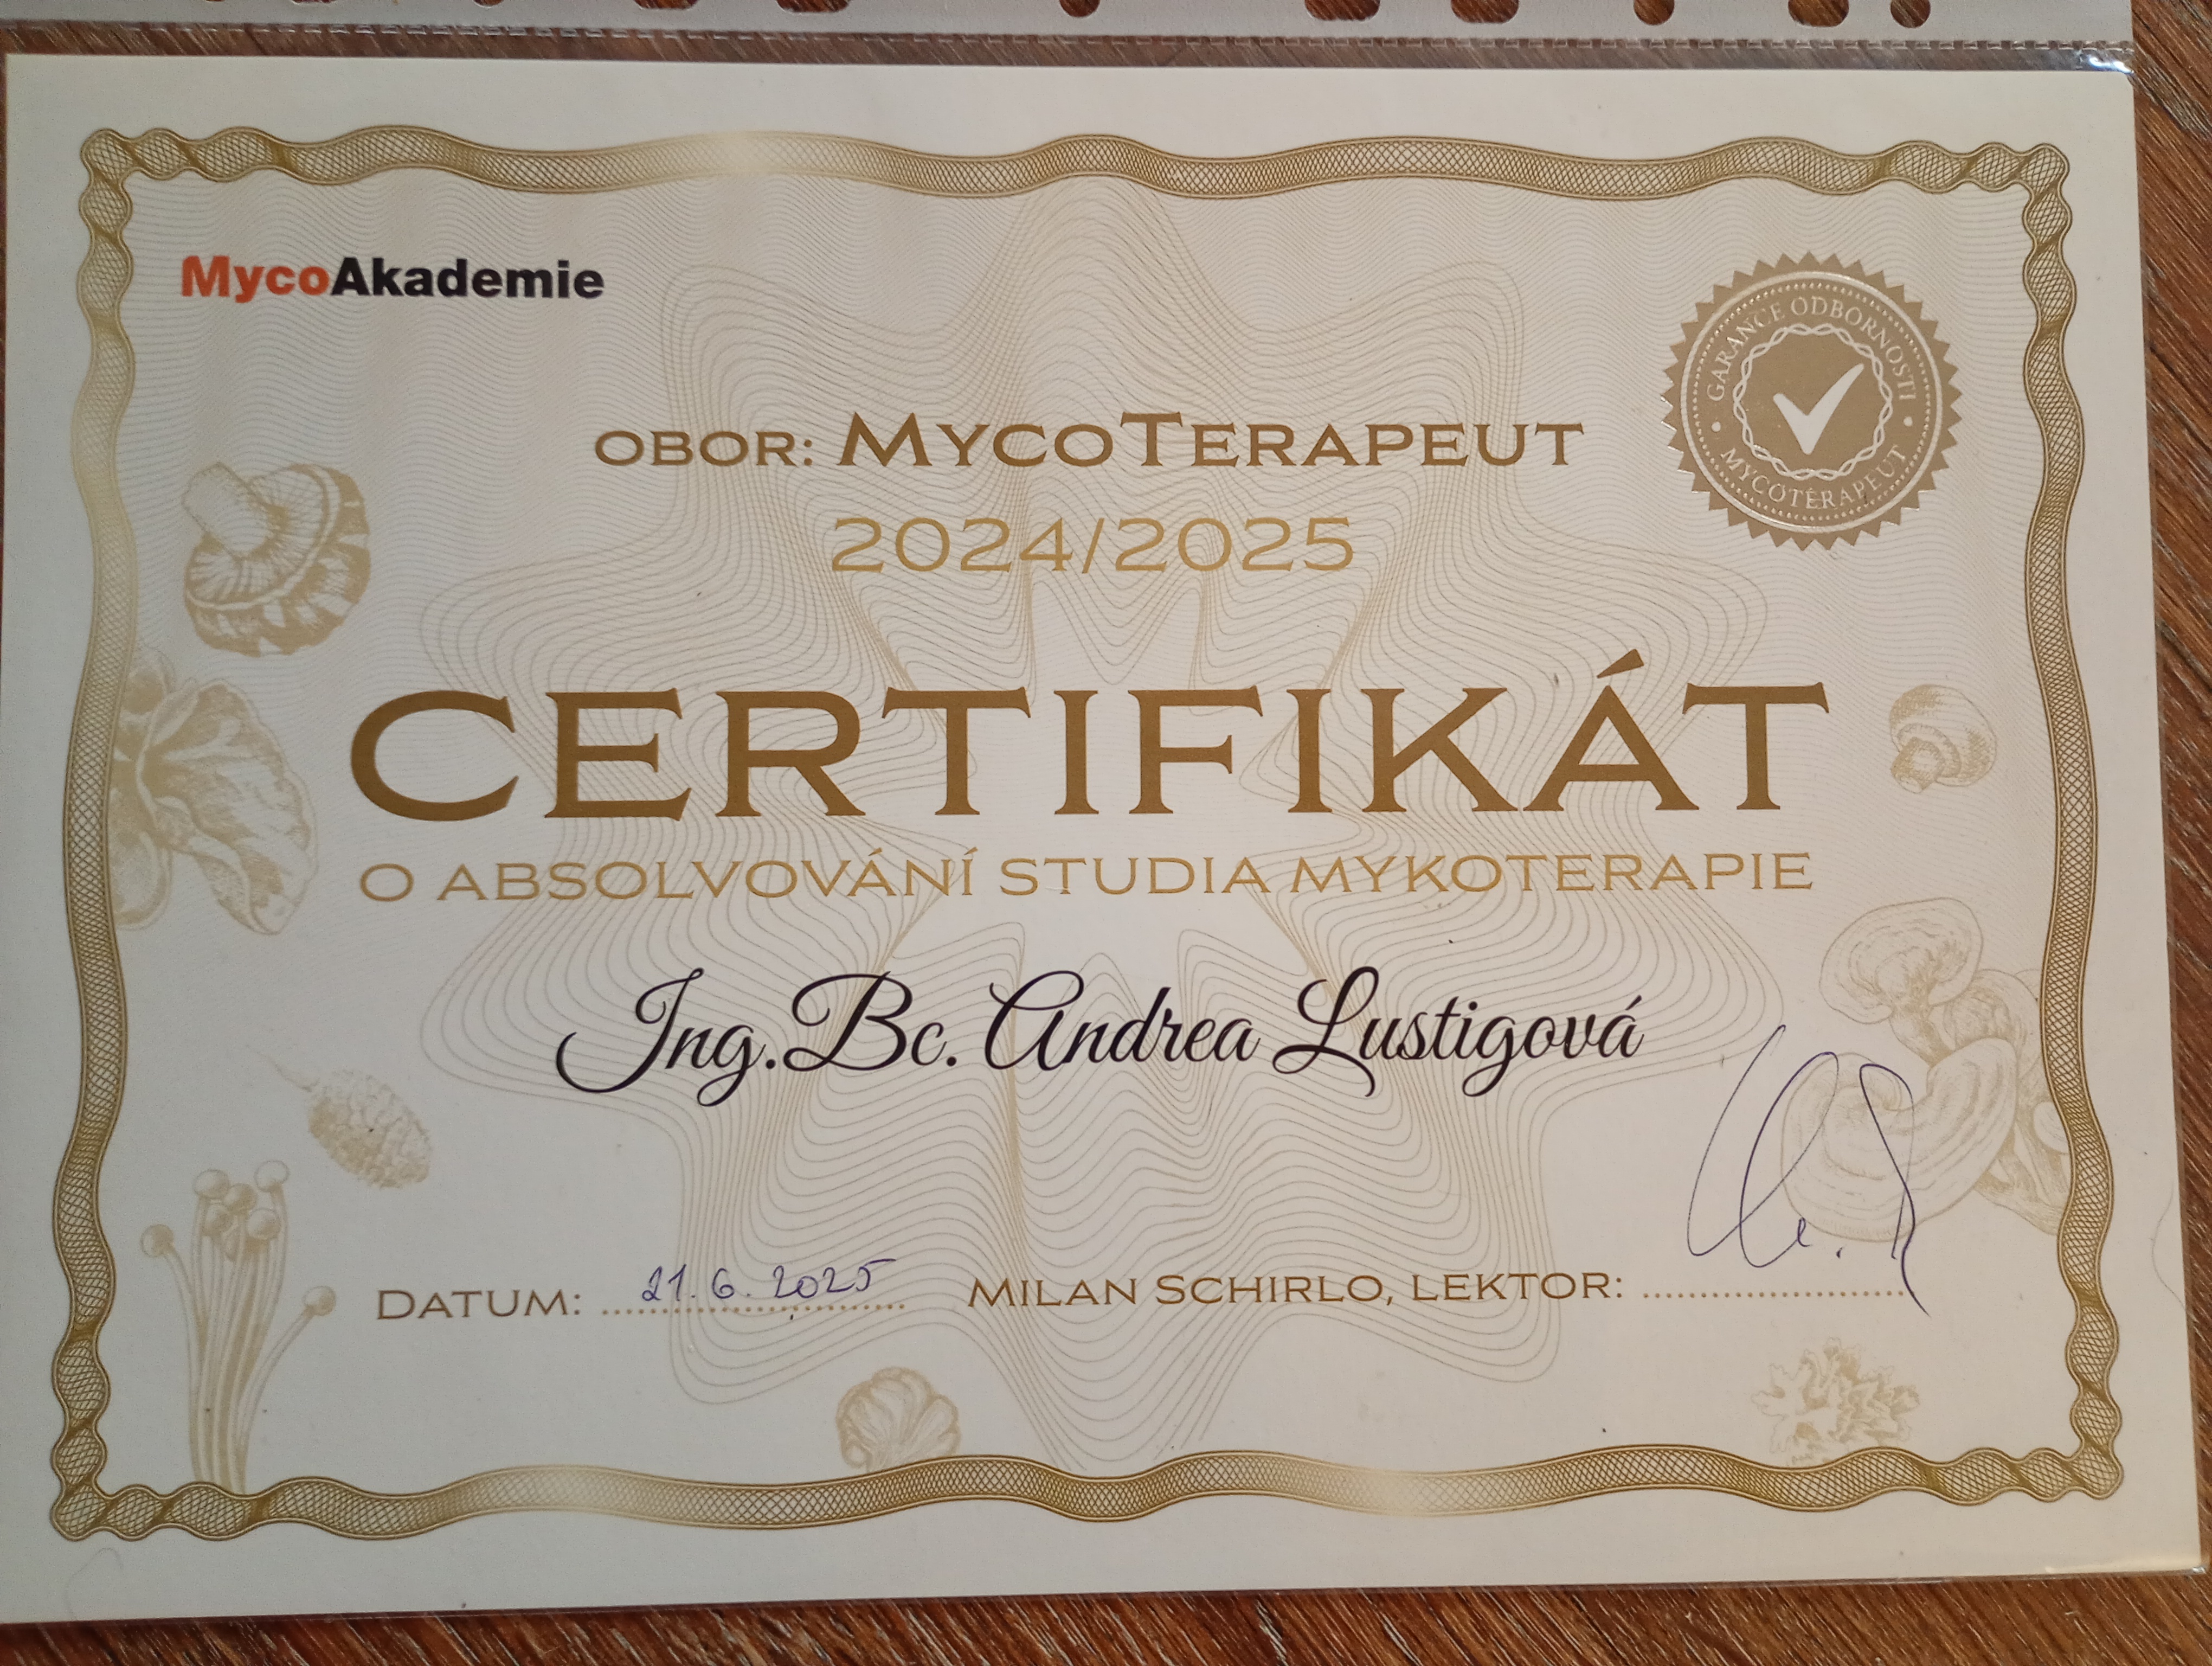 MycoAkademie
GARANCE ODBORNOSTI
MYCOTERAPEUT
OBOR: MYCOTERAPEUT
2024/2025
CERTIFIKÁT
O ABSOLVOVÁNÍ STUDIA MYKOTERAPIE
Ing.Bc. Andrea Lustigová
DATUM: 21. 6. 2025 MILAN SCHIRLO, LEKTOR: